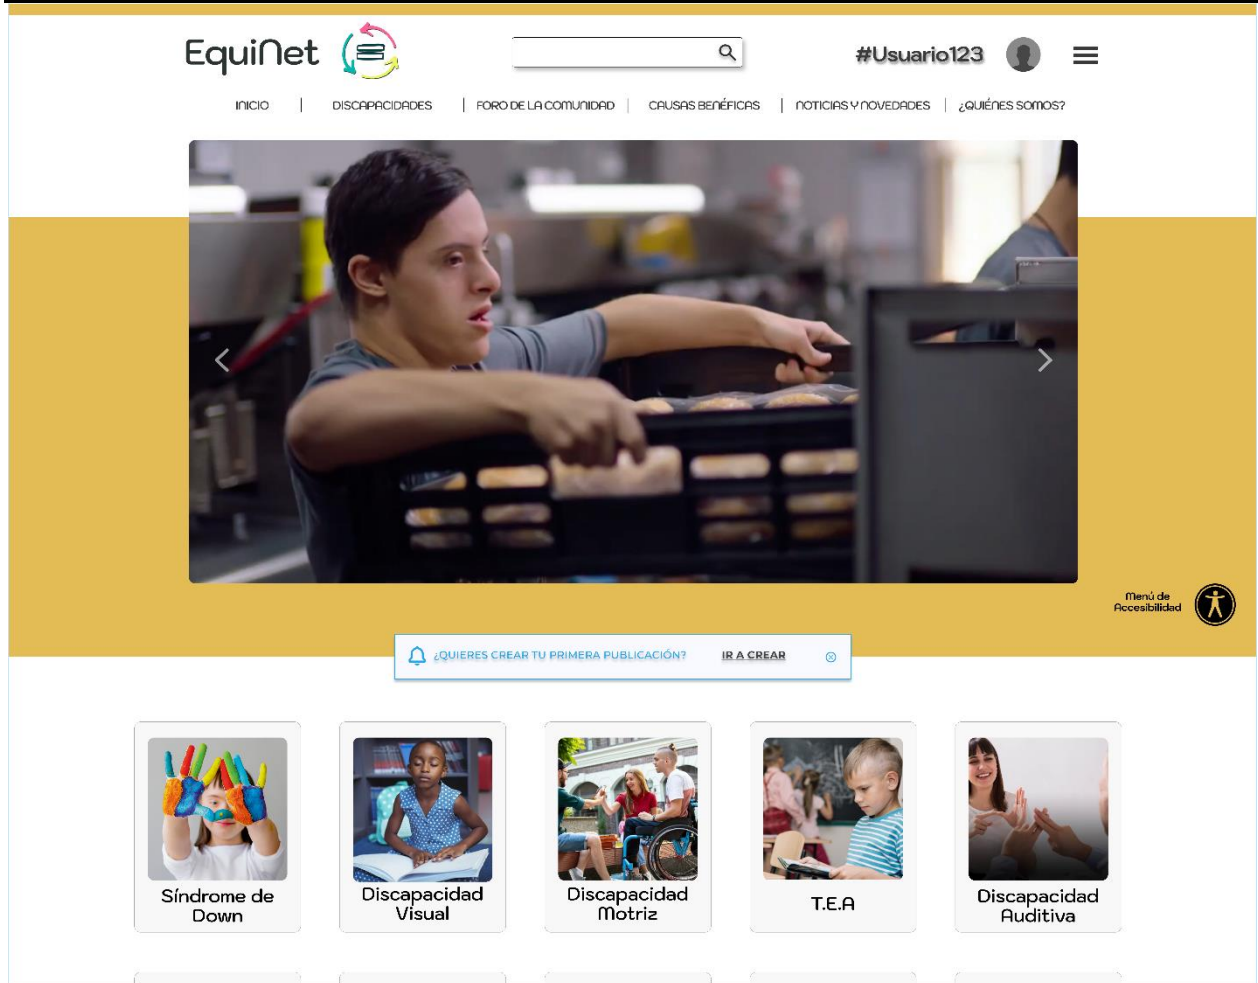 EquiNet
#Usuario123
INICIO | DISCAPACIDADES | FORO DE LA COMUNIDAD | CAUSAS BENÉFICAS | NOTICIAS Y NOVEDADES | ¿QUIÉNES SOMOS?
Menú de
Accesibilidad
¿QUIERES CREAR TU PRIMERA PUBLICACIÓN? IR A CREAR
Síndrome de
Down
Discapacidad
Visual
Discapacidad
Motriz
T.E.A
Discapacidad
Auditiva